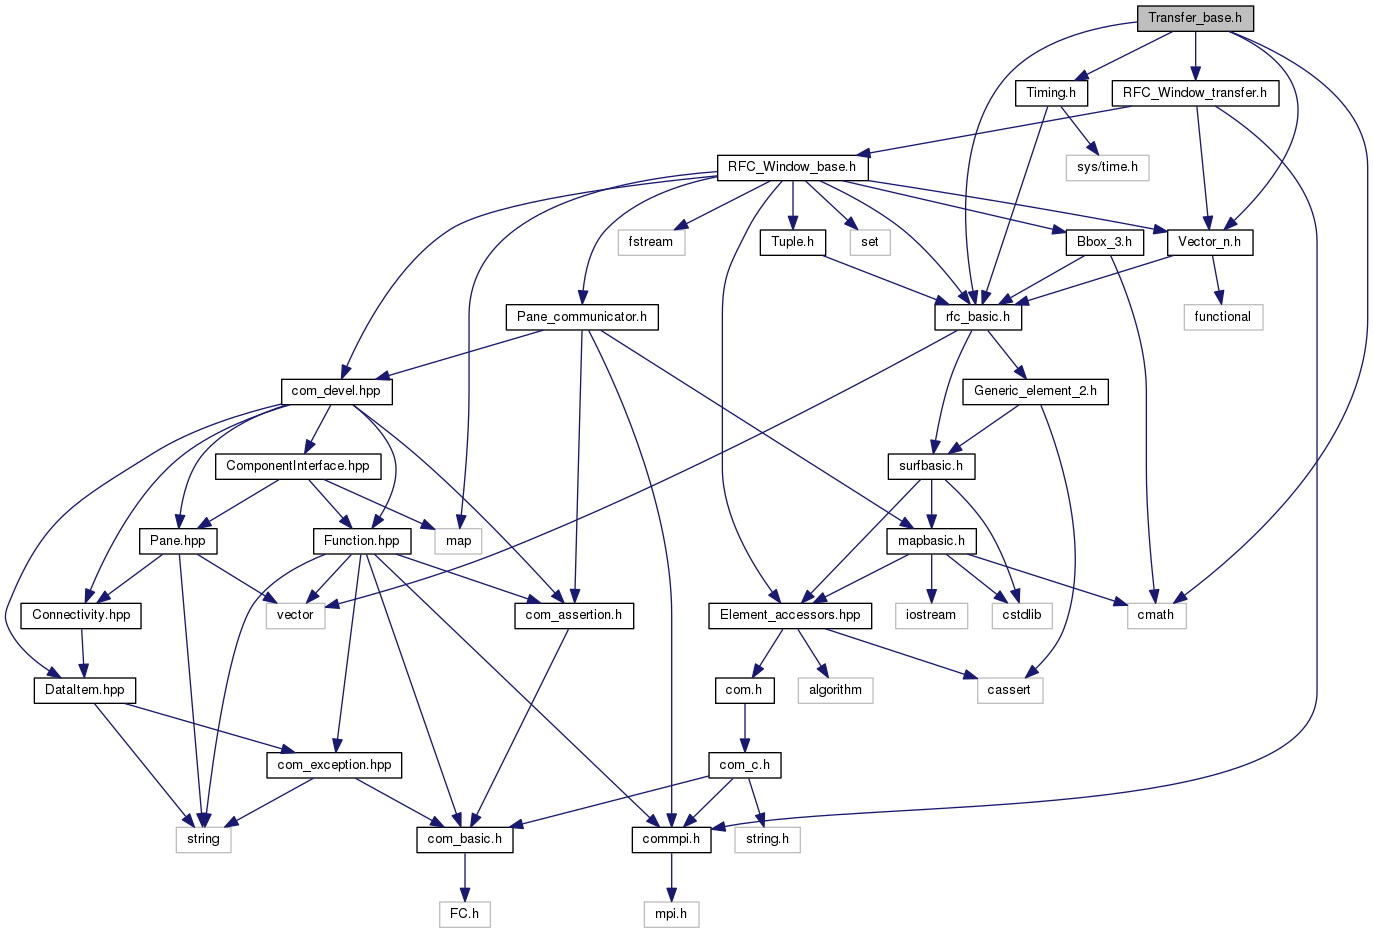 Transfer_base.h
Timing.h
RFC_Window_transfer.h
RFC_Window_base.h
sys/time.h
fstream
Tuple.h
set
Bbox_3.h
Vector_n.h
Pane_communicator.h
rfc_basic.h
functional
com_devel.hpp
Generic_element_2.h
ComponentInterface.hpp
surfbasic.h
Pane.hpp
Function.hpp
map
mapbasic.h
Connectivity.hpp
vector
com_assertion.h
Element_accessors.hpp
iostream
cstdlib
cmath
DataItem.hpp
com.h
algorithm
cassert
com_exception.hpp
com_c.h
string
com_basic.h
commpi.h
string.h
FC.h
mpi.h